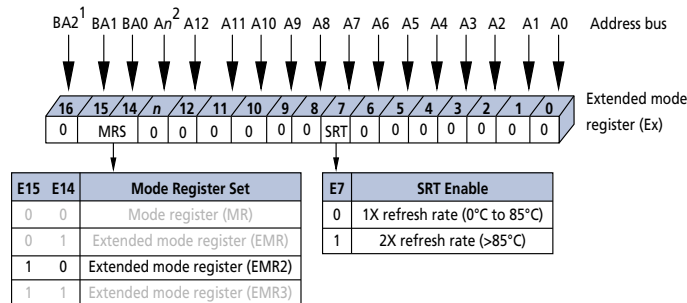 BA2¹ BA1 BA0 An² A12 A11 A10 A9 A8 A7 A6 A5 A4 A3 A2 A1 A0 Address bus
16 15 14 n 12 11 10 9 8 7 6 5 4 3 2 1 0 Extended mode
0 MRS 0 0 0 0 0 0 SRT 0 0 0 0 0 0 0 register (Ex)
E15 E14 Mode Register Set
0 0 Mode register (MR)
0 1 Extended mode register (EMR)
1 0 Extended mode register (EMR2)
1 1 Extended mode register (EMR3)
E7 SRT Enable
0 1X refresh rate (0°C to 85°C)
1 2X refresh rate (>85°C)